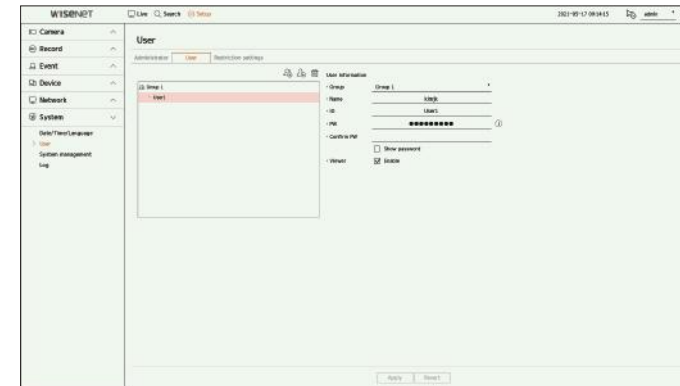 WISENET
Live Search Setup
2021-05-17 09:14:15 admin
Camera
Record
Event
Device
Network
System
Date/Time/Language
User
System management
Log
User
Administrator User Restriction settings
Group 1
User1
User Information
Group Group 1
Name
ID User1
PW ●●●●●●●●●
Confirm PW
Show password
Viewer Enable
Apply Revert